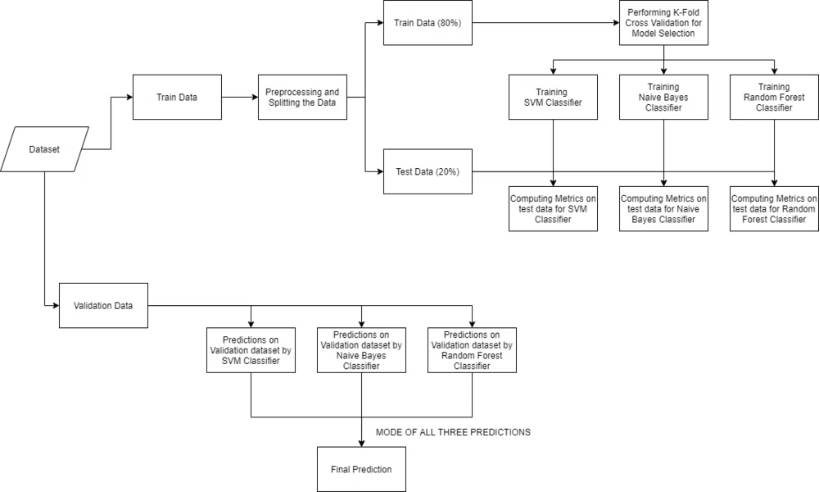 Train Data (80%)
Performing K-Fold
Cross Validation for
Model Selection
Train Data
Preprocessing and
Splitting the Data
Training
SVM Classifier
Training
Naive Bayes
Classifier
Training
Random Forest
Classifier
Dataset
Test Data (20%)
Computing Metrics on
test data for SVM
Classifier
Computing Metrics on
test data for Naive
Bayes Classifier
Computing Metrics on
test data for Random
Forest Classifier
Validation Data
Predictions on
Validation dataset by
SVM Classifier
Predictions on
Validation dataset by
Naive Bayes
Classifier
Predictions on
Validation dataset by
Random Forest
Classifier
MODE OF ALL THREE PREDICTIONS
Final Prediction